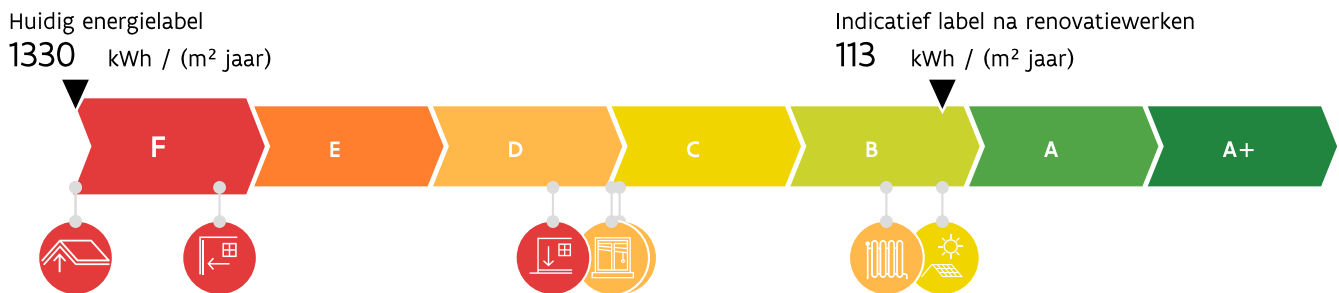 Huidig energielabel
1330 kWh / (m² jaar)
Indicatief label na renovatiewerken
113 kWh / (m² jaar)
F E D C B A A+